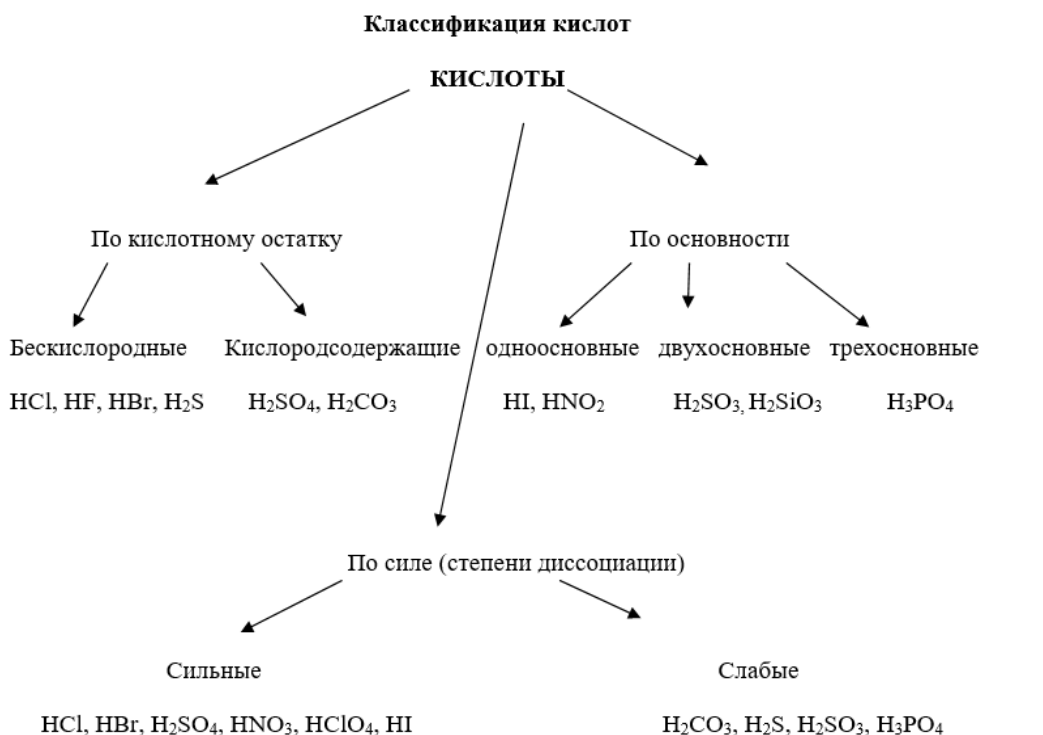 Классификация кислот
КИСЛОТЫ
По кислотному остатку По основности
Бескислородные Кислородсодержащие одноосновные двухосновные трехосновные
HCl, HF, HBr, H₂S H₂SO₄, H₂CO₃ HI, HNO₂ H₂SO₃, H₂SiO₃ H₃PO₄
По силе (степени диссоциации)
Сильные Слабые
HCl, HBr, H₂SO₄, HNO₃, HClO₄, HI H₂CO₃, H₂S, H₂SO₃, H₃PO₄